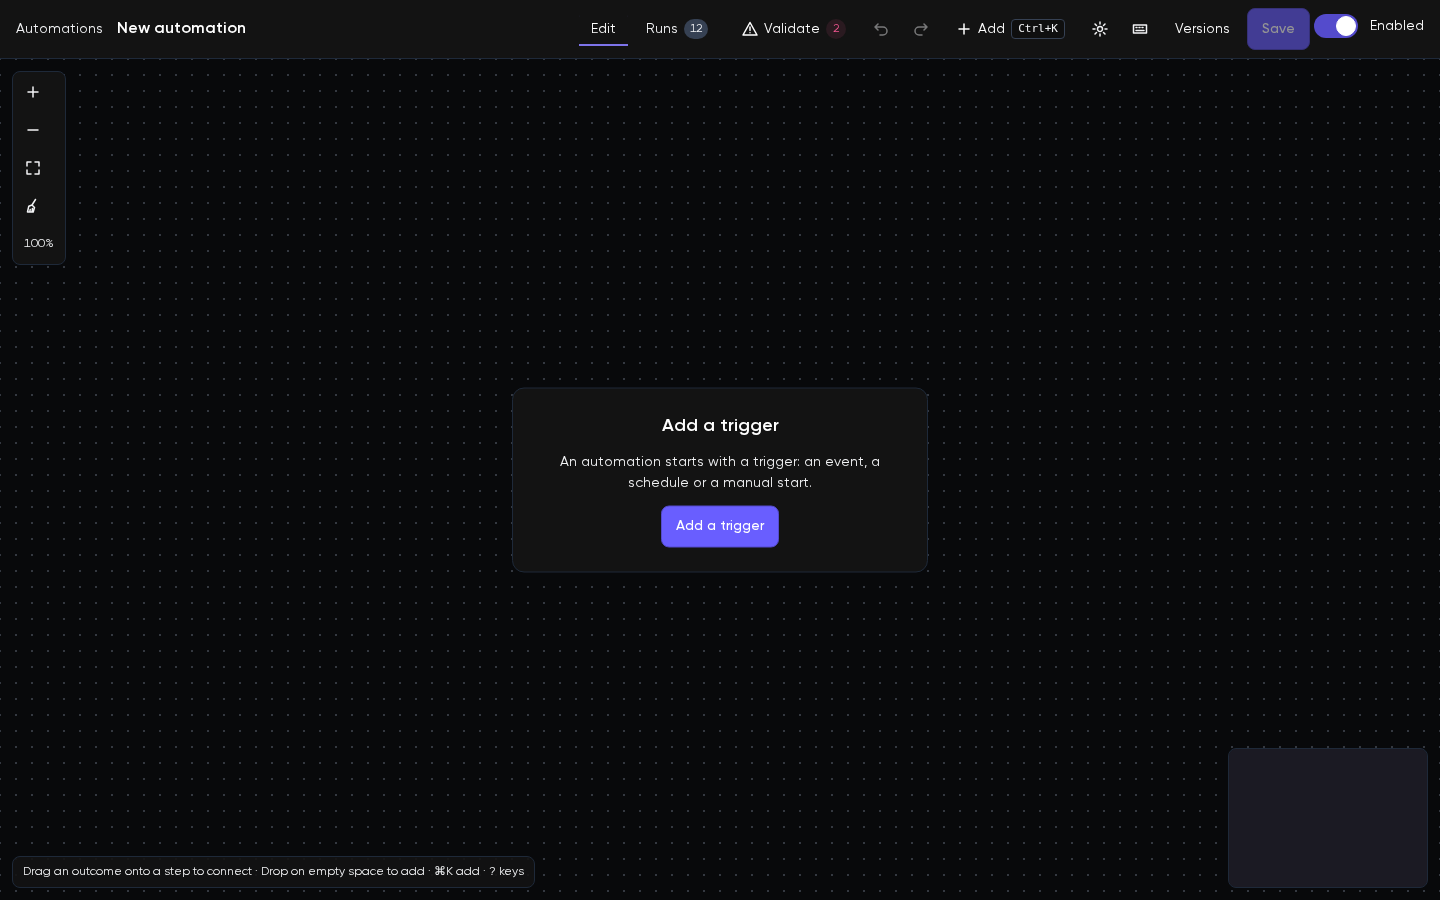 Automations New automation Edit Runs 12 Validate 2 Add Ctrl+K Versions Save Enabled
100%
Add a trigger
An automation starts with a trigger: an event, a
schedule or a manual start.
Add a trigger
Drag an outcome onto a step to connect · Drop on empty space to add · ⌘K add · ? keys